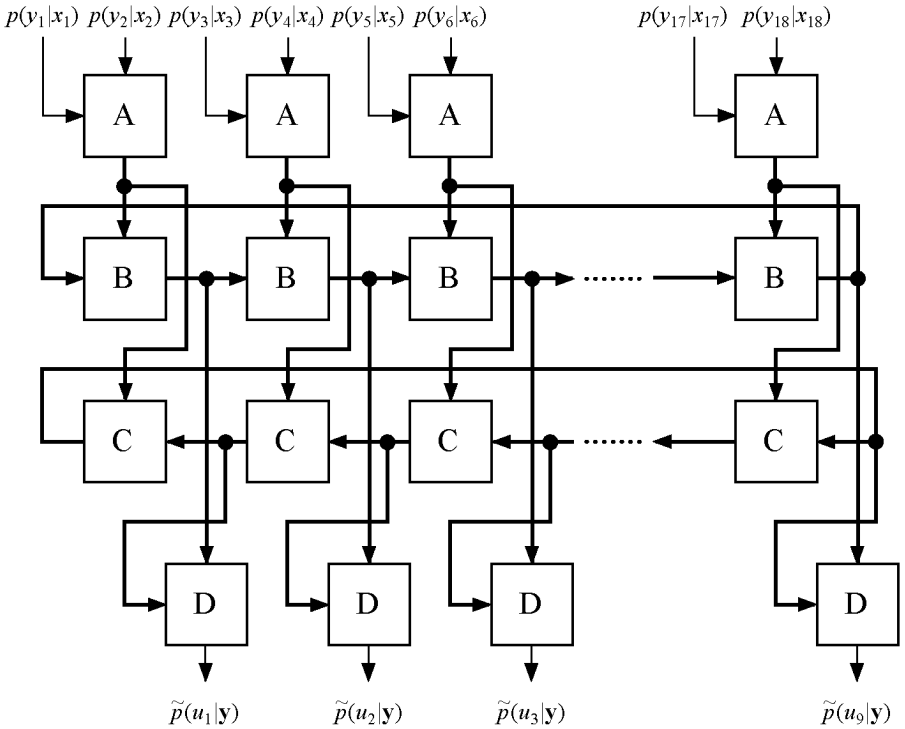 p(y₁|x₁) p(y₂|x₂) p(y₃|x₃) p(y₄|x₄) p(y₅|x₅) p(y₆|x₆) p(y₁₇|x₁₇) p(y₁₈|x₁₈)
A A A A
B B B ....... B
C C C ....... C
D D D D
p̃(u₁|y) p̃(u₂|y) p̃(u₃|y) p̃(u₉|y)